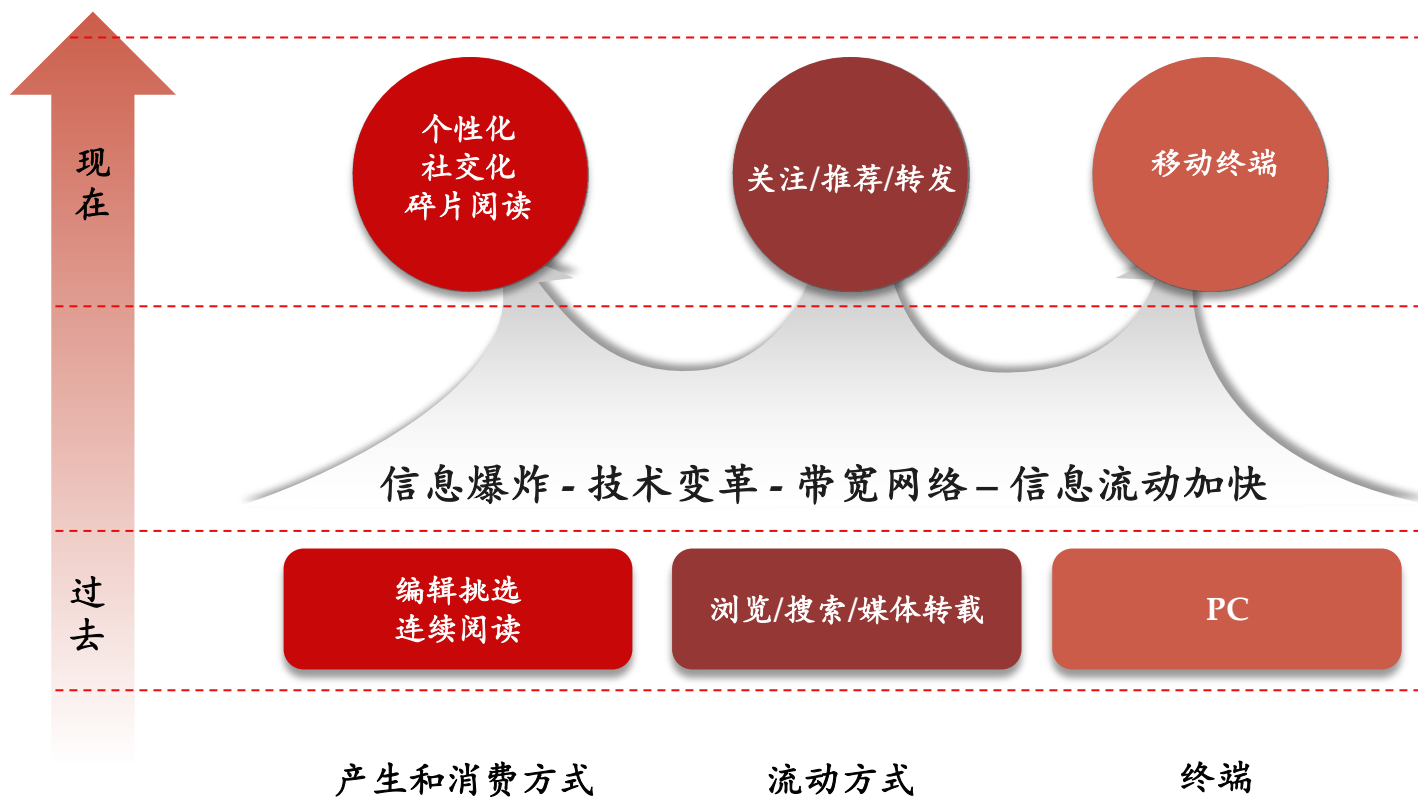 现
在
个性化
社交化
碎片阅读
关注/推荐/转发
移动终端
信息爆炸 - 技术变革 - 带宽网络 – 信息流动加快
过
去
编辑挑选
连续阅读
浏览/搜索/媒体转载
PC
产生和消费方式
流动方式
终端